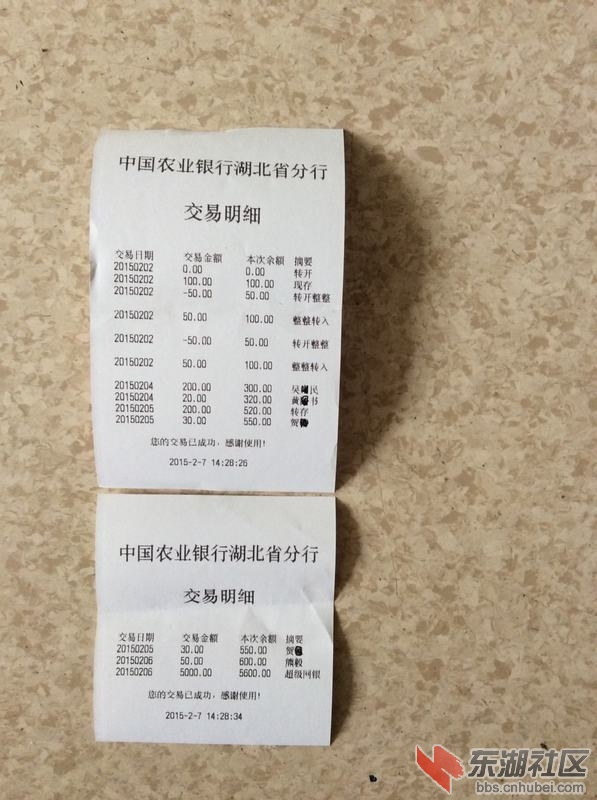 中国农业银行湖北省分行
交易明细
交易日期 交易金额 本次余额 摘要
20150202 0.00 0.00 转开
20150202 100.00 100.00 现存
20150202 -50.00 50.00 转开整整
20150202 50.00 100.00 整整转入
20150202 -50.00 50.00 转开整整
20150202 50.00 100.00 整整转入
20150204 200.00 300.00 吴 民
20150204 20.00 320.00 黄 书
20150205 200.00 520.00 转存
20150205 30.00 550.00 贺
您的交易已成功，感谢使用!
2015-2-7 14:28:26
中国农业银行湖北省分行
交易明细
交易日期 交易金额 本次余额 摘要
20150205 30.00 550.00 贺
20150206 50.00 600.00 熊毅
20150206 5000.00 5600.00 超级网银
您的交易已成功，感谢使用!
2015-2-7 14:28:34
东湖社区
bbs.cnhubei.com